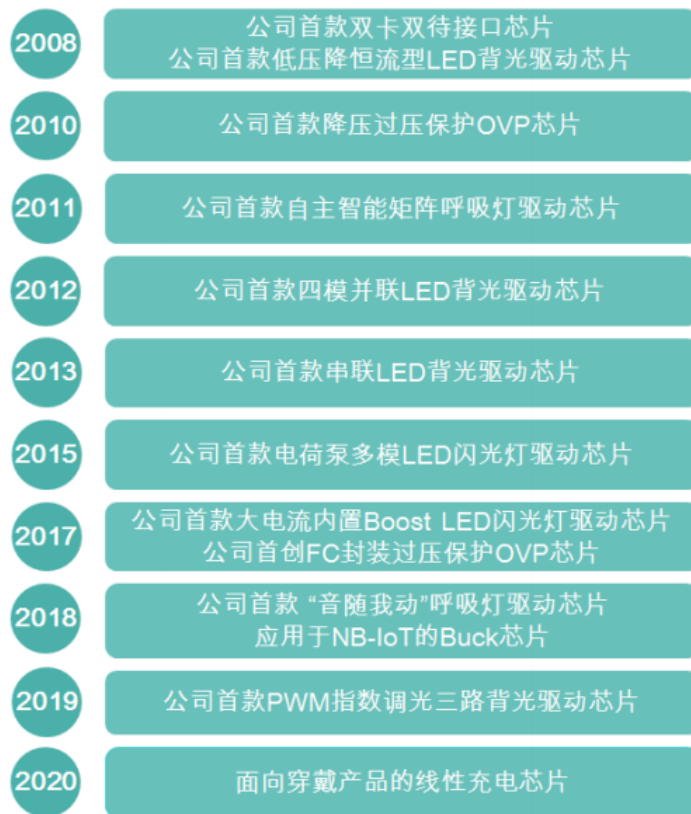 2008
公司首款双卡双待接口芯片
公司首款低压降恒流型LED背光驱动芯片
2010
公司首款降压过压保护OVP芯片
2011
公司首款自主智能矩阵呼吸灯驱动芯片
2012
公司首款四模并联LED背光驱动芯片
2013
公司首款串联LED背光驱动芯片
2015
公司首款电荷泵多模LED闪光灯驱动芯片
2017
公司首款大电流内置Boost LED闪光灯驱动芯片
公司首创FC封装过压保护OVP芯片
2018
公司首款 “音随我动”呼吸灯驱动芯片
应用于NB-IoT的Buck芯片
2019
公司首款PWM指数调光三路背光驱动芯片
2020
面向穿戴产品的线性充电芯片